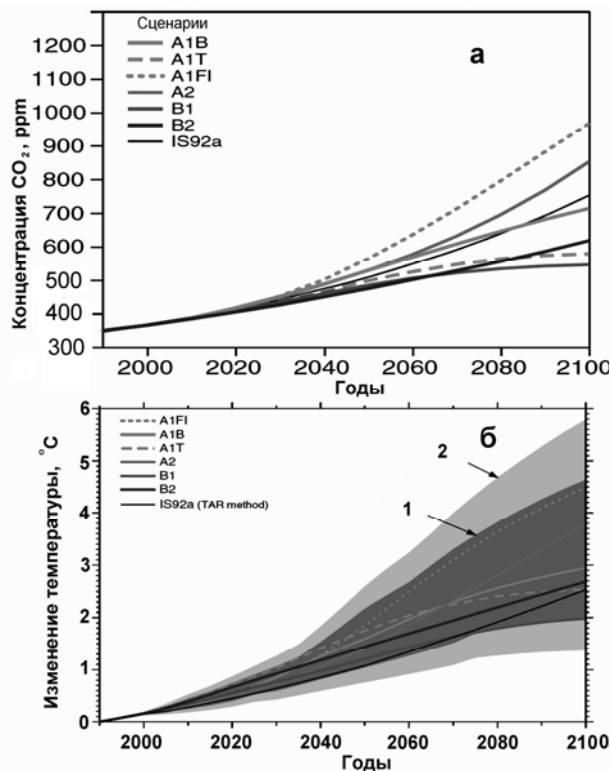 Сценарии
A1B
A1T
A1FI
A2
B1
B2
IS92a
а
1300
1200
1100
1000
900
800
700
600
500
400
300
Концентрация CO₂, ppm
2000 2020 2040 2060 2080 2100
Годы
A1FI
A1B
A1T
A2
B1
B2
IS92a (TAR method)
б
2
1
6
5
4
3
2
1
0
Изменение температуры, °C
2000 2020 2040 2060 2080 2100
Годы